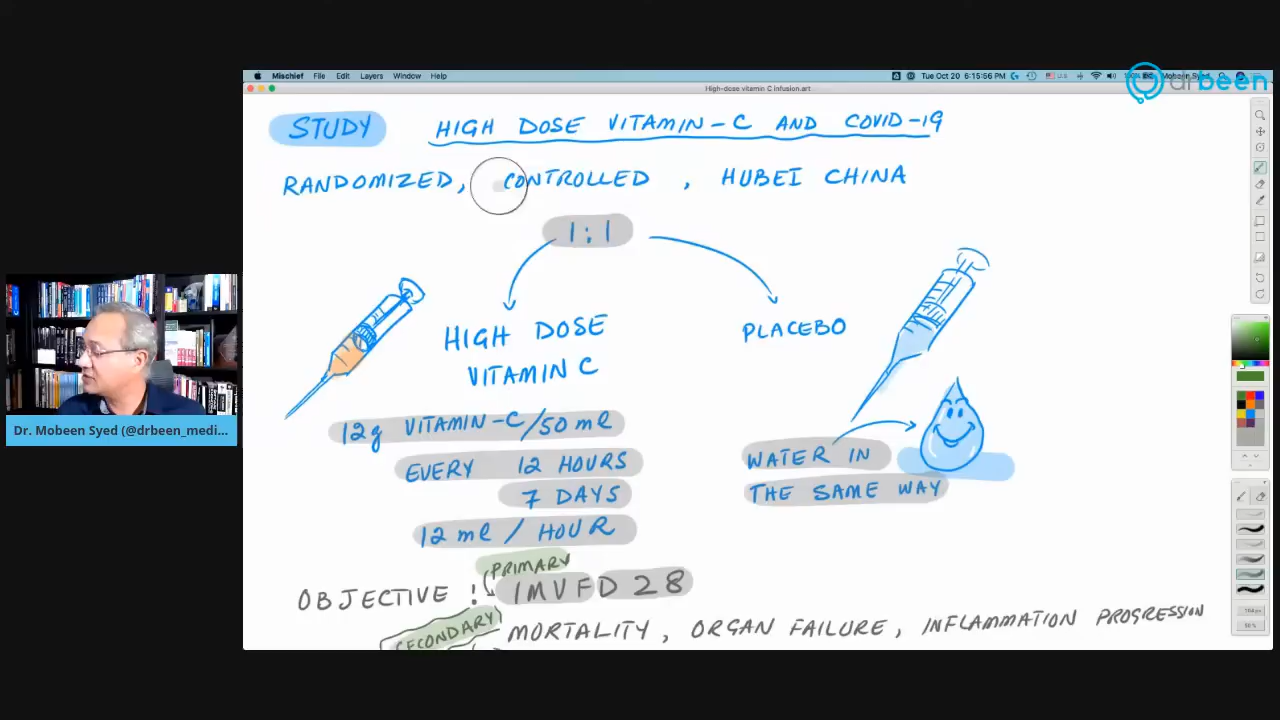 drbeen
Mischief File Edit Layers Window Help
Tue Oct 20 6:15:56 PM
Mobeen Syed
High-dose vitamin C infusion.art
STUDY HIGH DOSE VITAMIN-C AND COVID-19
RANDOMIZED, CONTROLLED, HUBEI CHINA
1:1
HIGH DOSE
VITAMIN C
PLACEBO
12g VITAMIN-C/50 ml
EVERY 12 HOURS
7 DAYS
12 ml / HOUR
WATER IN
THE SAME WAY
PRIMARY
OBJECTIVE : IMVFD 28
SECONDARY
MORTALITY, ORGAN FAILURE, INFLAMMATION PROGRESSION
Dr. Mobeen Syed (@drbeen_medi...